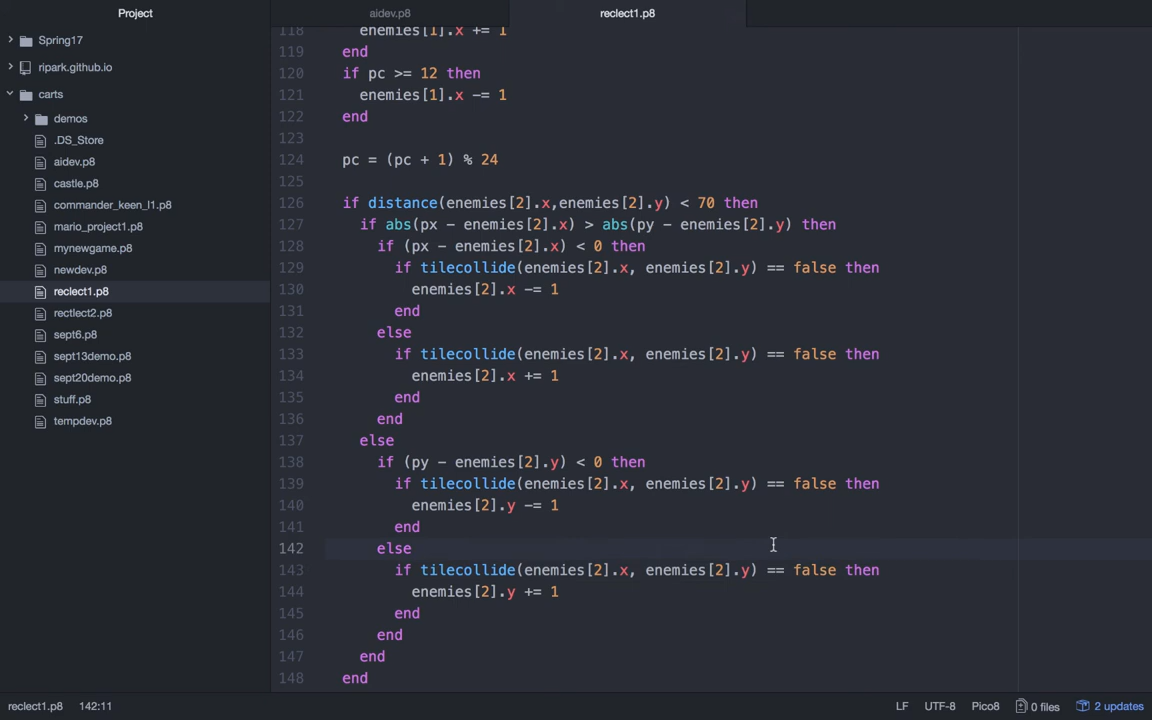 Project
aidev.p8
reclect1.p8
Spring17
ripark.github.io
carts
demos
.DS_Store
aidev.p8
castle.p8
commander_keen_l1.p8
mario_project1.p8
mynewgame.p8
newdev.p8
reclect1.p8
rectlect2.p8
sept6.p8
sept13demo.p8
sept20demo.p8
stuff.p8
tempdev.p8
118 enemies[1].x += 1
119 end
120 if pc >= 12 then
121 enemies[1].x -= 1
122 end
123
124 pc = (pc + 1) % 24
125
126 if distance(enemies[2].x,enemies[2].y) < 70 then
127 if abs(px - enemies[2].x) > abs(py - enemies[2].y) then
128 if (px - enemies[2].x) < 0 then
129 if tilecollide(enemies[2].x, enemies[2].y) == false then
130 enemies[2].x -= 1
131 end
132 else
133 if tilecollide(enemies[2].x, enemies[2].y) == false then
134 enemies[2].x += 1
135 end
136 end
137 else
138 if (py - enemies[2].y) < 0 then
139 if tilecollide(enemies[2].x, enemies[2].y) == false then
140 enemies[2].y -= 1
141 end
142 else
143 if tilecollide(enemies[2].x, enemies[2].y) == false then
144 enemies[2].y += 1
145 end
146 end
147 end
148 end
reclect1.p8 142:11 LF UTF-8 Pico8 0 files 2 updates